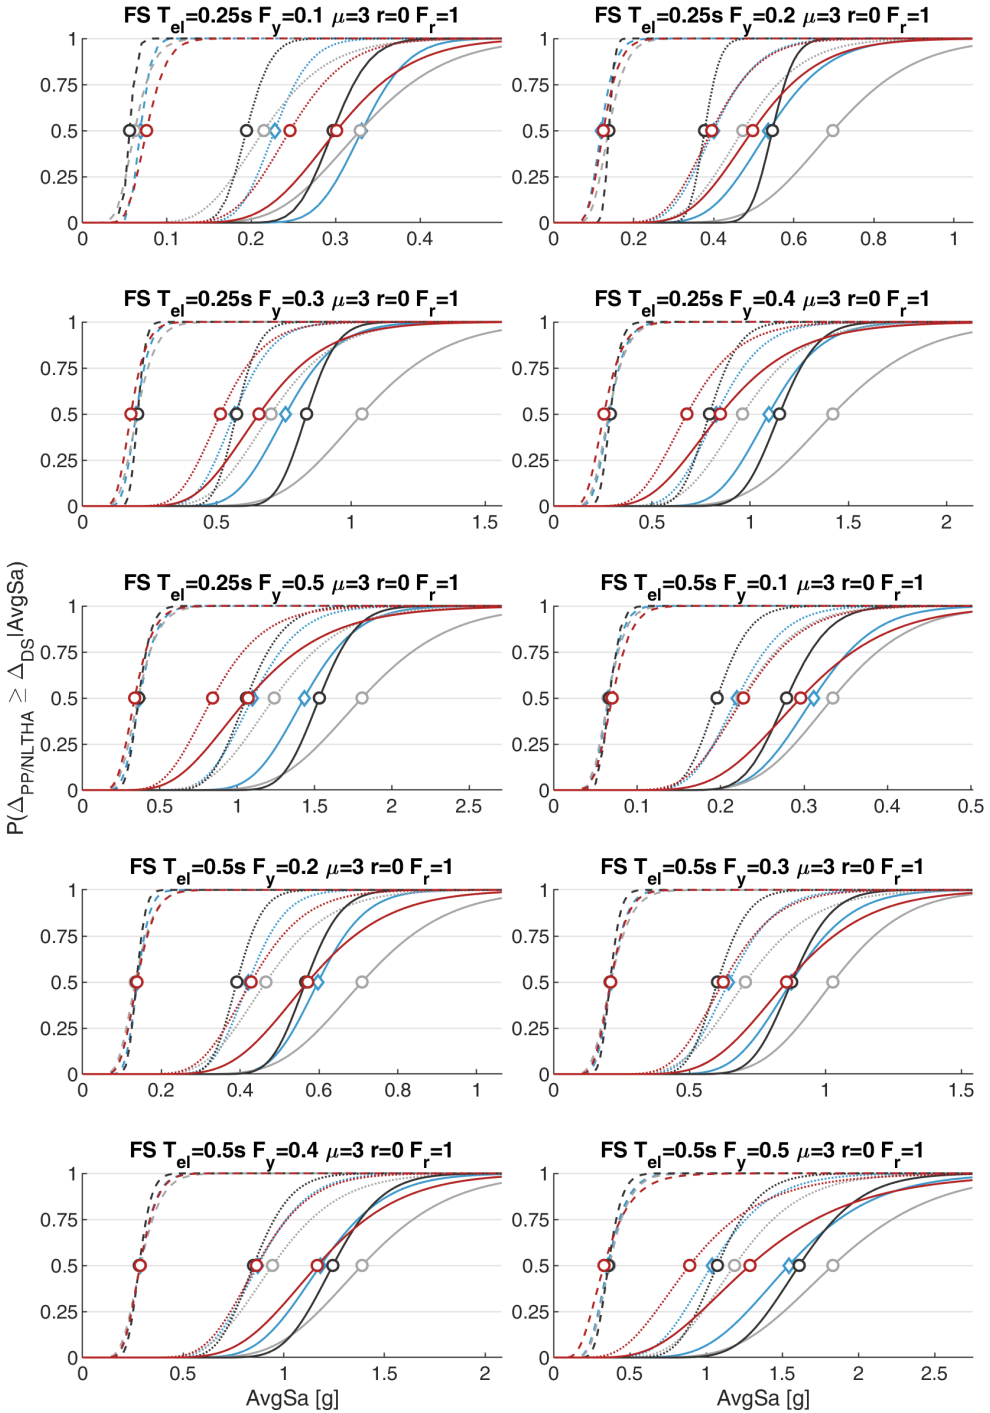 FS Tel=0.25s Fy=0.1 μ=3 r=0 Fr=1
1
0.75
0.5
0.25
0
0 0.1 0.2 0.3 0.4
FS Tel=0.25s Fy=0.2 μ=3 r=0 Fr=1
1
0.75
0.5
0.25
0
0 0.2 0.4 0.6 0.8 1
FS Tel=0.25s Fy=0.3 μ=3 r=0 Fr=1
1
0.75
0.5
0.25
0
0 0.5 1 1.5
FS Tel=0.25s Fy=0.4 μ=3 r=0 Fr=1
1
0.75
0.5
0.25
0
0 0.5 1 1.5 2
P(ΔPP/NLTHA ≥ ΔDS|AvgSa)
FS Tel=0.25s Fy=0.5 μ=3 r=0 Fr=1
1
0.75
0.5
0.25
0
0 0.5 1 1.5 2 2.5
FS Tel=0.5s Fy=0.1 μ=3 r=0 Fr=1
1
0.75
0.5
0.25
0
0 0.1 0.2 0.3 0.4 0.5
FS Tel=0.5s Fy=0.2 μ=3 r=0 Fr=1
1
0.75
0.5
0.25
0
0 0.2 0.4 0.6 0.8 1
FS Tel=0.5s Fy=0.3 μ=3 r=0 Fr=1
1
0.75
0.5
0.25
0
0 0.5 1 1.5
FS Tel=0.5s Fy=0.4 μ=3 r=0 Fr=1
1
0.75
0.5
0.25
0
0 0.5 1 1.5 2
AvgSa [g]
FS Tel=0.5s Fy=0.5 μ=3 r=0 Fr=1
1
0.75
0.5
0.25
0
0 0.5 1 1.5 2 2.5
AvgSa [g]